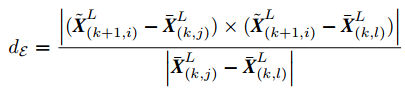 $d_{\mathcal{E}} = \frac{\left| (\tilde{\boldsymbol{X}}^{L}_{(k+1,i)} - \bar{\boldsymbol{X}}^{L}_{(k,j)}) \times (\tilde{\boldsymbol{X}}^{L}_{(k+1,i)} - \bar{\boldsymbol{X}}^{L}_{(k,l)}) \right|}{\left| \bar{\boldsymbol{X}}^{L}_{(k,j)} - \bar{\boldsymbol{X}}^{L}_{(k,l)} \right|}$